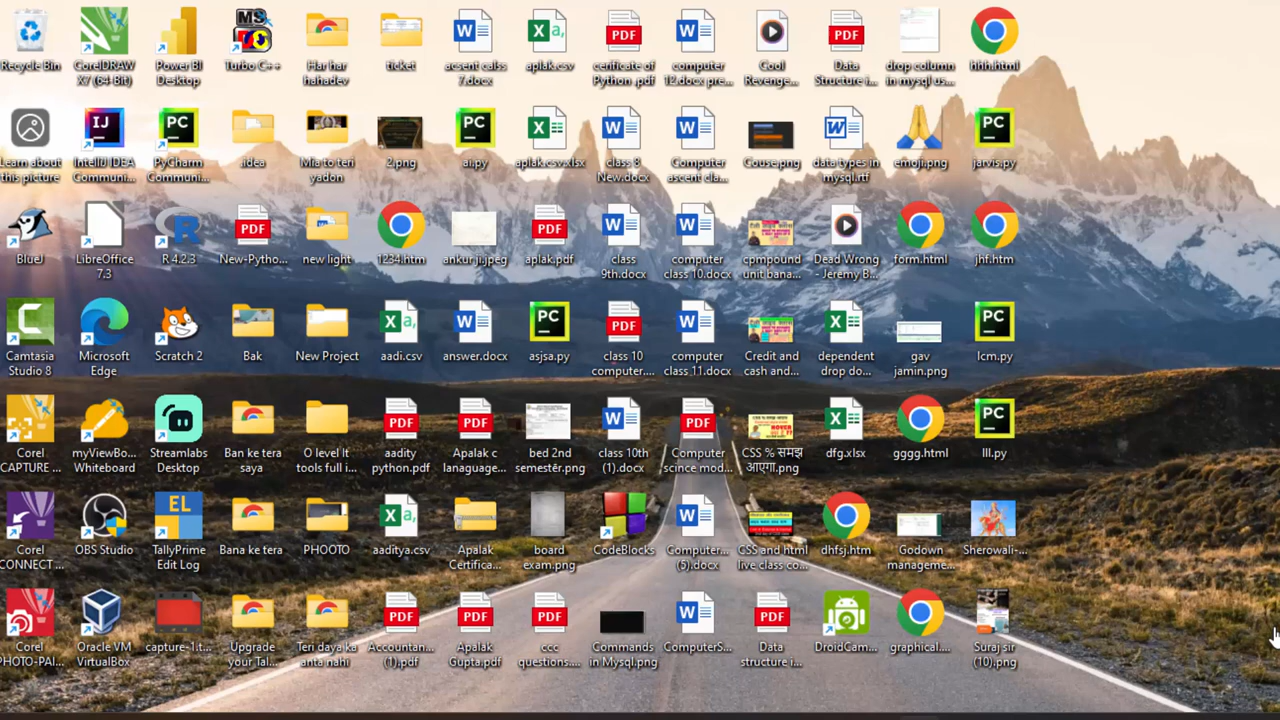 Recycle Bin
CorelDRAW
X7 (64-Bit)
Power BI
Desktop
Turbo C++
Har har
hahadev
ticket
acsent calss
7.docx
aplak.csv
cenficate of
Python .pdf
computer
12.docx pre...
Cool
Revenge...
Data
Structure i...
drop column
in mysql us...
hhh.html
Learn about
this picture
IntelliJ IDEA
Communi...
PyCharm
Communi...
idea
Mia to teri
yadon
2.png
ai.py
aplak.csv.xlsx
class 8
New.docx
Computer
ascent cla...
Couse.png
data types in
mysql.rtf
emoji.png
jarvis.py
BlueJ
LibreOffice
7.3
R 4.2.3
New-Pytho...
new light
1234.htm
ankur.ji.jpeg
aplak.pdf
class
9th.docx
computer
class 10.docx
cpmpound
unit bana...
Dead Wrong
- Jeremy B...
form.html
jhf.htm
Camtasia
Studio 8
Microsoft
Edge
Scratch 2
Bak
New Project
aadi.csv
answer.docx
asjsa.py
class 10
computer....
computer
class 11.docx
Credit and
cash and...
dependent
drop do...
gav
jamin.png
lcm.py
Corel
CAPTURE ...
myViewBo...
Whiteboard
Streamlabs
Desktop
Ban ke tera
saya
O level It
tools full i...
aadity
python.pdf
Apalak c
lanaguage...
bed 2nd
semester.png
class 10th
(1).docx
Computer
scince mod...
CSS % समझ
आएगा.png
dfg.xlsx
gggg.html
lll.py
Corel
CONNECT ...
OBS Studio
TallyPrime
Edit Log
Bana ke tera
PHOOTO
aaditya.csv
Apalak
Certifica...
board
exam.png
CodeBlocks
Computer...
(5).docx
CSS and html
live class co...
dhfsj.htm
Godown
manageme...
Sherowali-...
Corel
PHOTO-PAI...
Oracle VM
VirtualBox
capture-1.t...
Upgrade
your Tal...
Teri daya ka
anta nahi
Accountan...
(1).pdf
Apalak
Gupta.pdf
ccc
questions....
Commands
in Mysql.png
ComputerS...
Data
structure i...
DroidCam...
graphical....
Suraj sir
(10).png